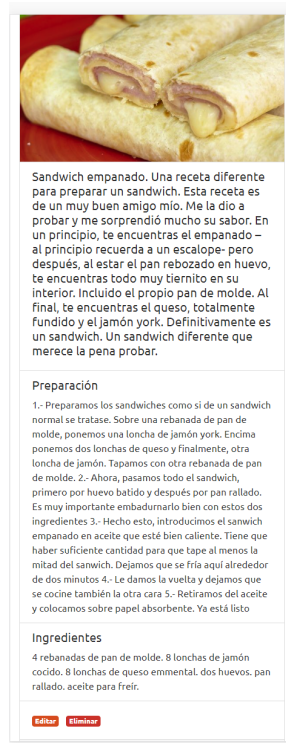 Sandwich empanado. Una receta diferente
para preparar un sandwich. Esta receta es
de un muy buen amigo mío. Me la dio a
probar y me sorprendió mucho su sabor. En
un principio, te encuentras el empanado –
al principio recuerda a un escalope- pero
después, al estar el pan rebozado en huevo,
te encuentras todo muy tiernito en su
interior. Incluido el propio pan de molde. Al
final, te encuentras el queso, totalmente
fundido y el jamón york. Definitivamente es
un sandwich. Un sandwich diferente que
merece la pena probar.
Preparación
1.- Preparamos los sandwiches como si de un sandwich
normal se tratase. Sobre una rebanada de pan de
molde, ponemos una loncha de jamón york. Encima
ponemos dos lonchas de queso y finalmente, otra
loncha de jamón. Tapamos con otra rebanada de pan
de molde. 2.- Ahora, pasamos todo el sandwich,
primero por huevo batido y después por pan rallado.
Es muy importante embadurnarlo bien con estos dos
ingredientes 3.- Hecho esto, introducimos el sanwich
empanado en aceite que esté bien caliente. Tiene que
haber suficiente cantidad para que tape al menos la
mitad del sanwich. Dejamos que se fría aquí alrededor
de dos minutos 4.- Le damos la vuelta y dejamos que
se cocine también la otra cara 5.- Retiramos del aceite
y colocamos sobre papel absorbente. Ya está listo
Ingredientes
4 rebanadas de pan de molde. 8 lonchas de jamón
cocido. 8 lonchas de queso emmental. dos huevos. pan
rallado. aceite para freír.
Editar Eliminar